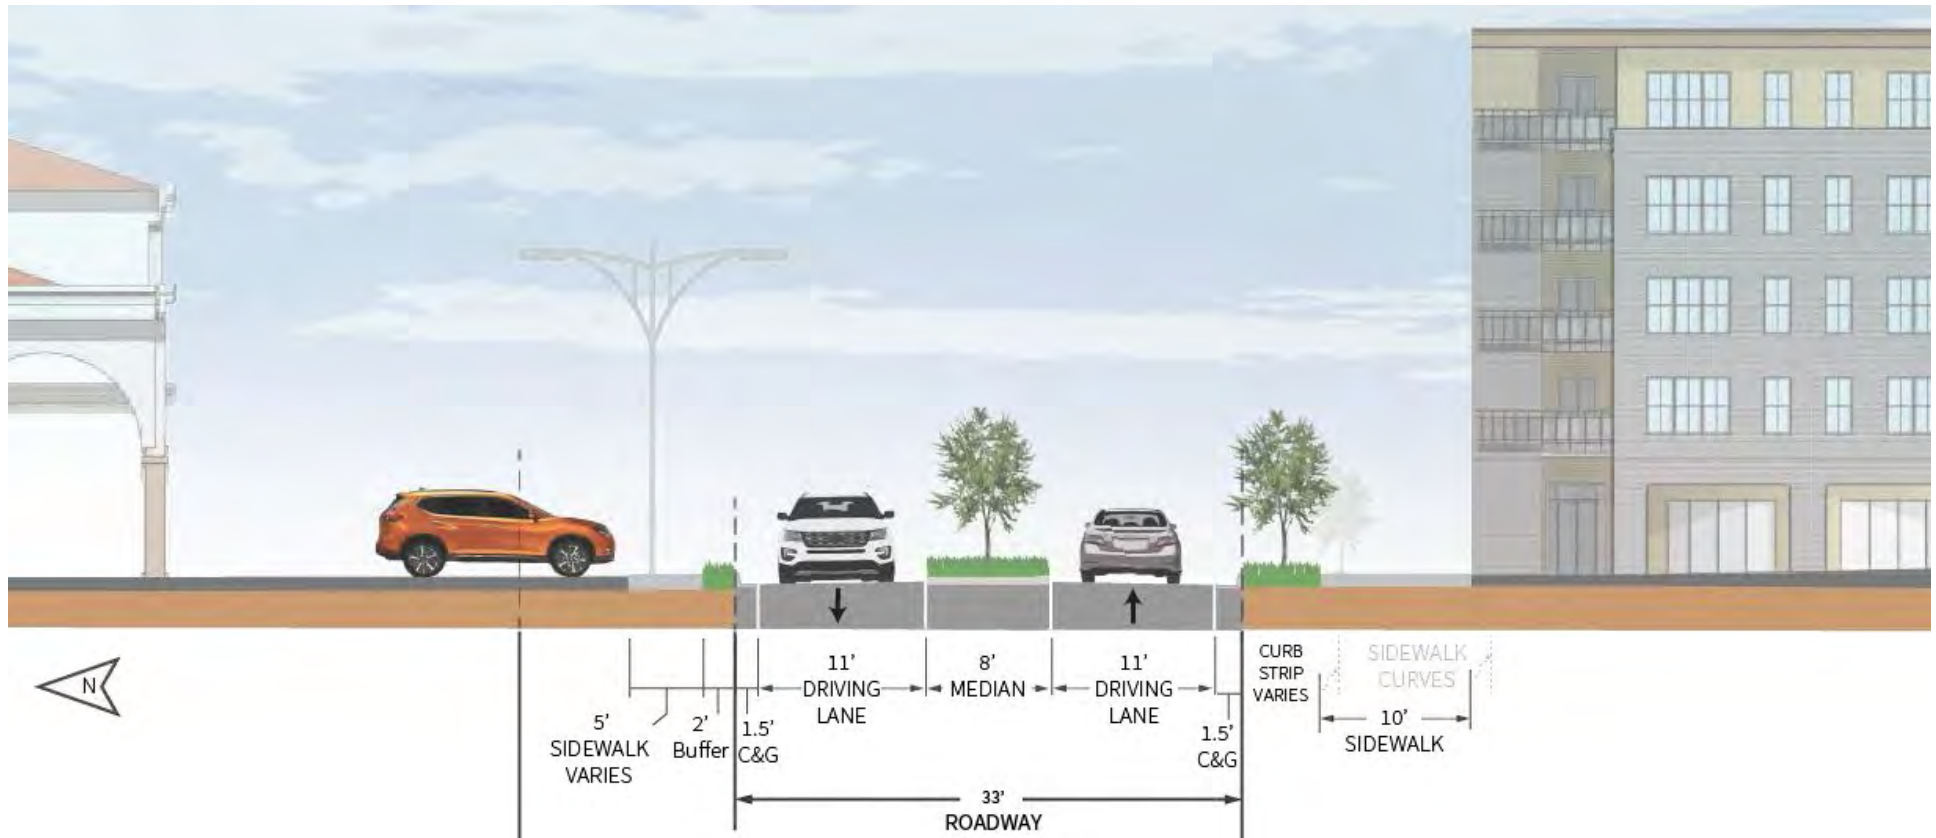 N
5’
SIDEWALK
VARIES
2’
Buffer
1.5’
C&G
11’
DRIVING
LANE
8’
MEDIAN
11’
DRIVING
LANE
1.5’
C&G
CURB
STRIP
VARIES
SIDEWALK
CURVES
10’
SIDEWALK
33’
ROADWAY